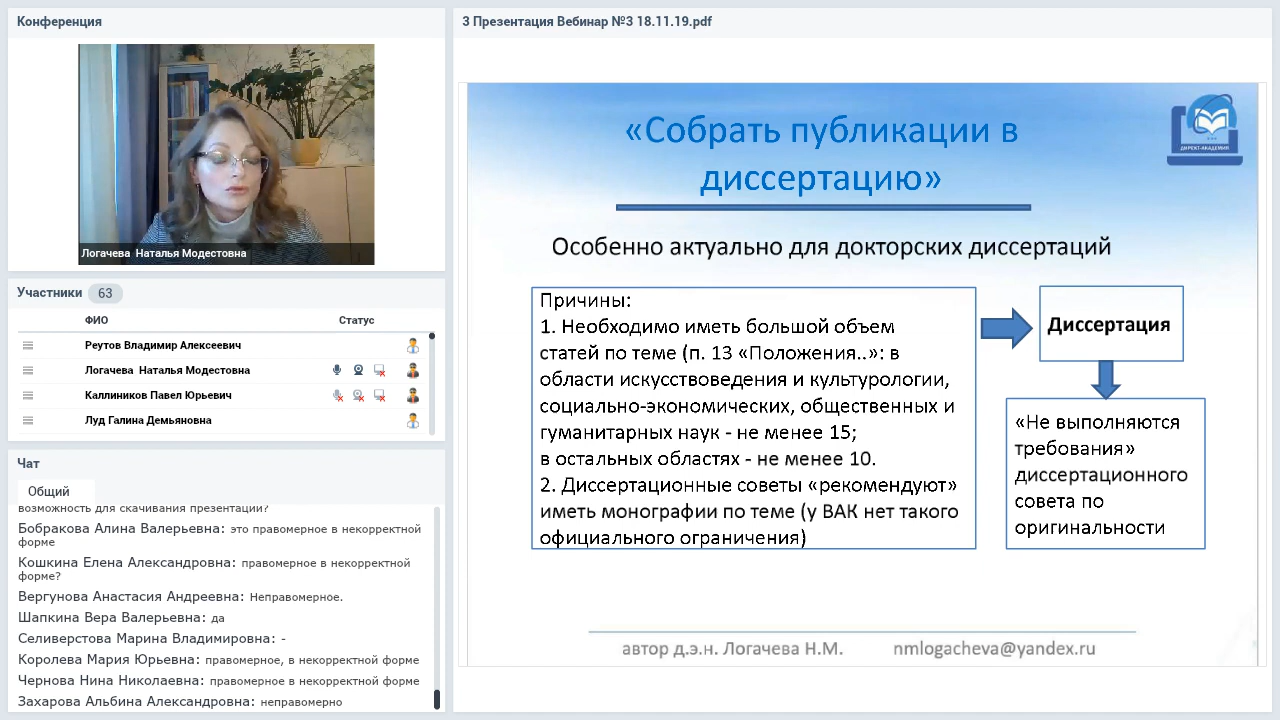 Конференция
Логачева Наталья Модестовна
Участники 63
ФИО Статус
Реутов Владимир Алексеевич
Логачева Наталья Модестовна
Каллиников Павел Юрьевич
Луд Галина Демьяновна
Чат
Общий
возможность для скачивания презентации?
Бобракова Алина Валерьевна: это правомерное в некорректной
форме
Кошкина Елена Александровна: правомерное в некорректной
форме?
Вергунова Анастасия Андреевна: Неправомерное.
Шапкина Вера Валерьевна: да
Селиверстова Марина Владимировна: -
Королева Мария Юрьевна: правомерное, в некорректной форме
Чернова Нина Николаевна: правомерное в некорректной форме
Захарова Альбина Александровна: неправомерно
3 Презентация Вебинар №3 18.11.19.pdf
«Собрать публикации в
диссертацию»
ДИРЕКТ-АКАДЕМИЯ
Особенно актуально для докторских диссертаций
Причины:
1. Необходимо иметь большой объем
статей по теме (п. 13 «Положения..»: в
области искусствоведения и культурологии,
социально-экономических, общественных и
гуманитарных наук - не менее 15;
в остальных областях - не менее 10.
2. Диссертационные советы «рекомендуют»
иметь монографии по теме (у ВАК нет такого
официального ограничения)
Диссертация
«Не выполняются
требования»
диссертационного
совета по
оригинальности
автор д.э.н. Логачева Н.М. nmlogacheva@yandex.ru